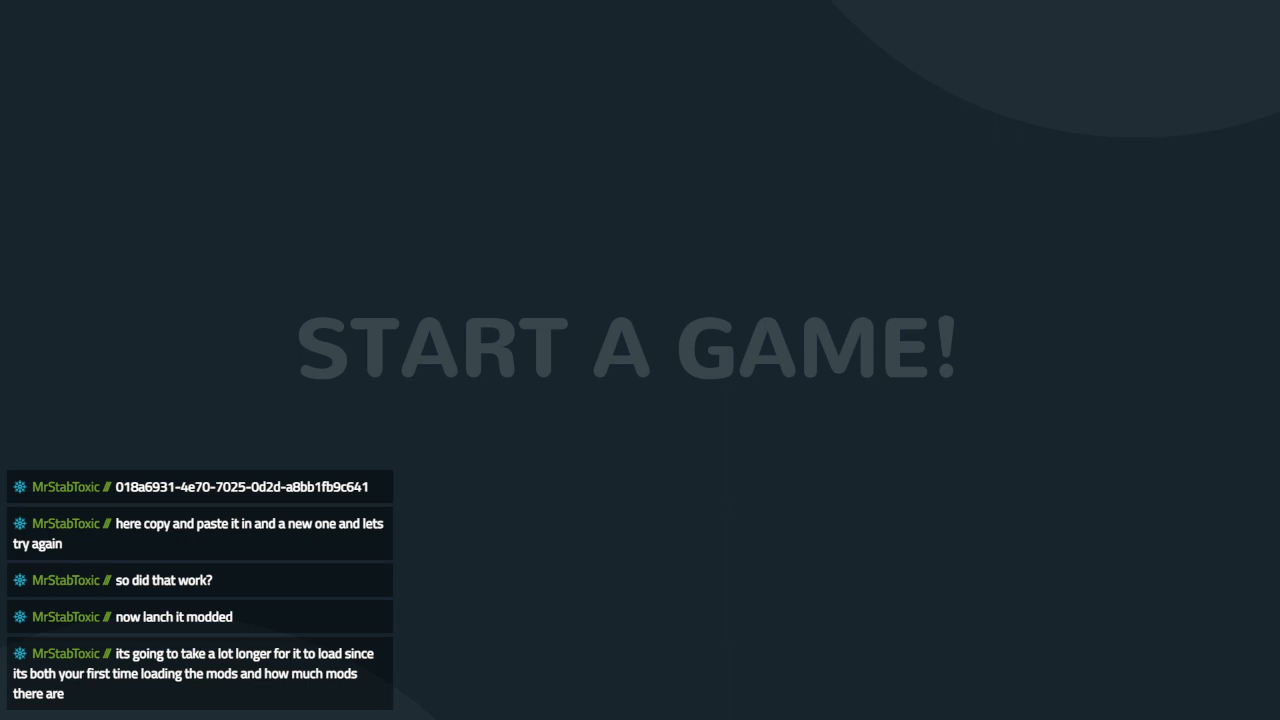 START A GAME!
MrStabToxic // 018a6931-4e70-7025-0d2d-a8bb1fb9c641
MrStabToxic // here copy and paste it in and a new one and lets
try again
MrStabToxic // so did that work?
MrStabToxic // now lanch it modded
MrStabToxic // its going to take a lot longer for it to load since
its both your first time loading the mods and how much mods
there are